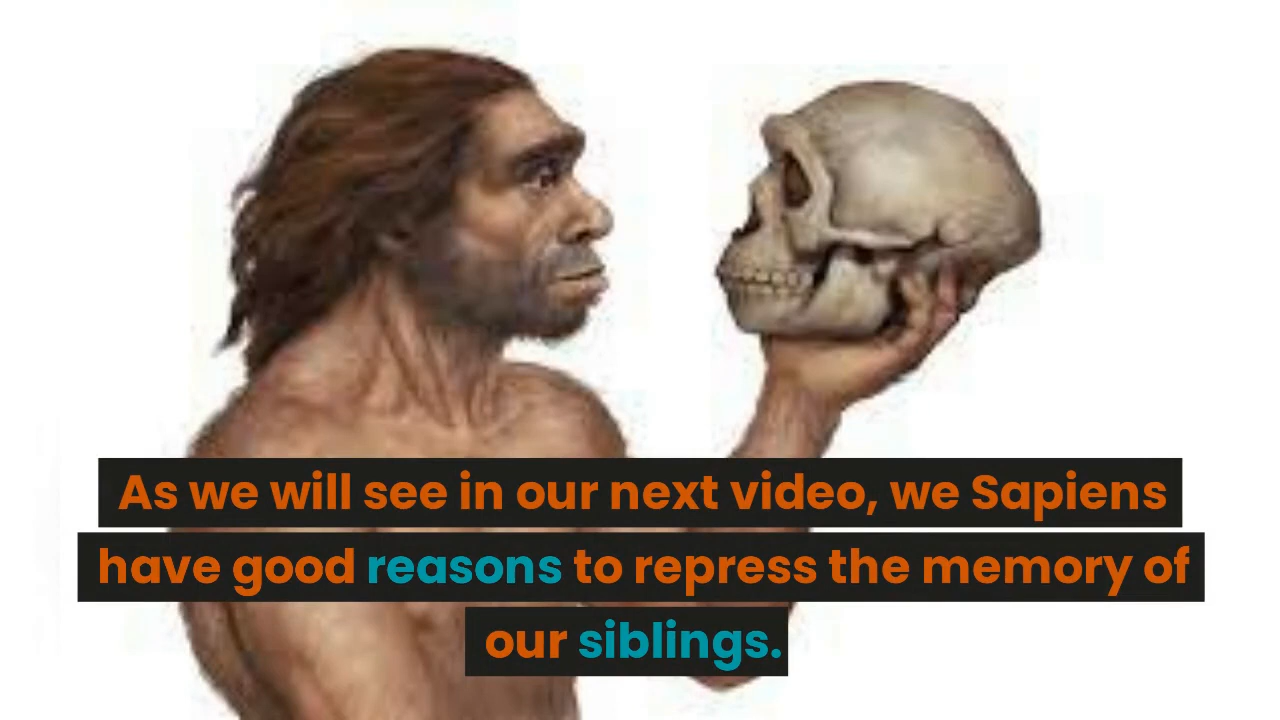 As we will see in our next video, we Sapiens
have good reasons to repress the memory of
our siblings.